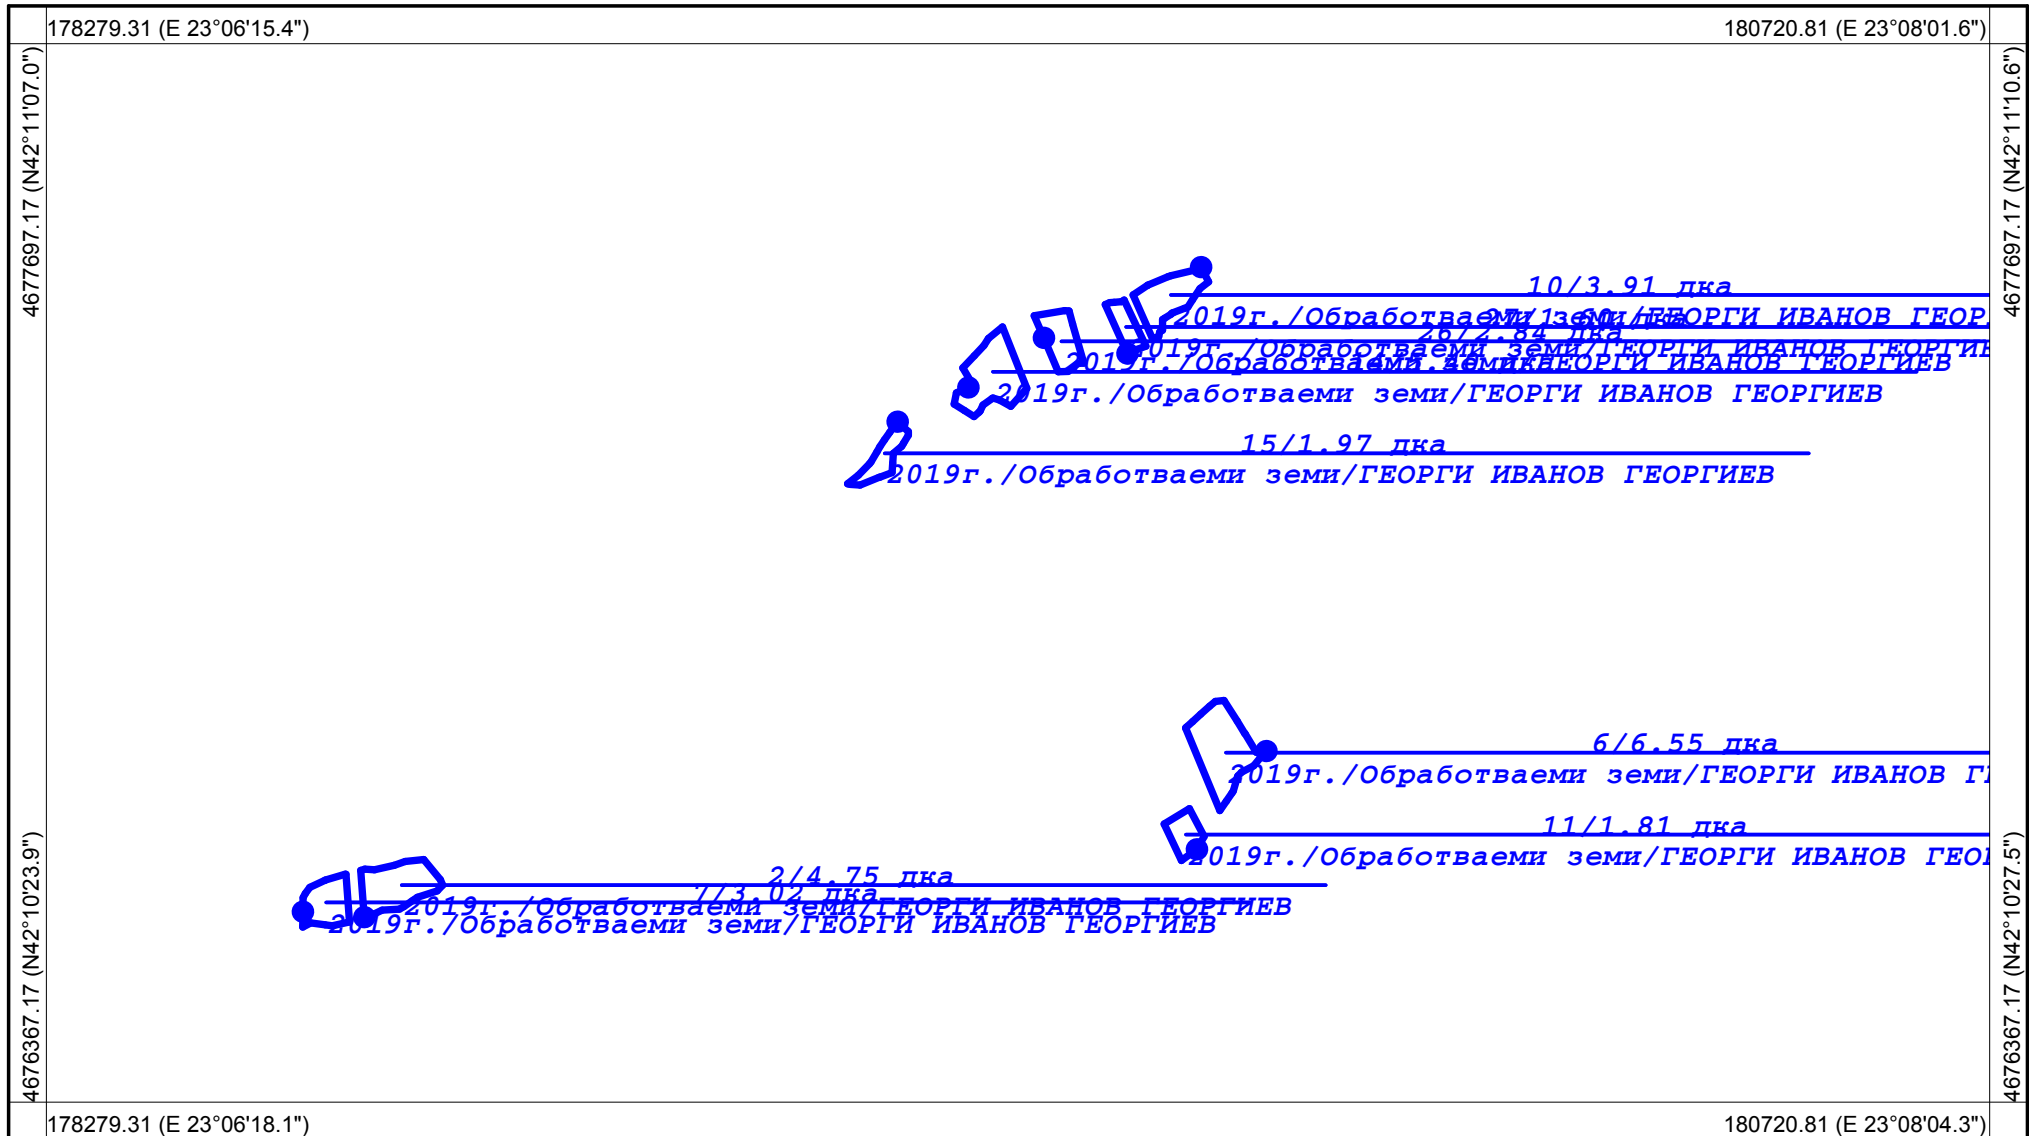 178279.31 (E 23°06'15.4")
180720.81 (E 23°08'01.6")
4677697.17 (N42°11'07.0")
4677697.17 (N42°11'10.6")
10/3.91 дка
2019г./Обработваеми земи/ГЕОРГИ ИВАНОВ ГЕОР
27/1.60 дка
2019г./Обработваеми земи/ГЕОРГИ ИВАНОВ ГЕОРГИЕ
26/2.84 дка
2019г./Обработваеми земи/ГЕОРГИ ИВАНОВ ГЕОРГИЕВ
2019г./Обработваеми земи/ГЕОРГИ ИВАНОВ ГЕОРГИЕВ
15/1.97 дка
2019г./Обработваеми земи/ГЕОРГИ ИВАНОВ ГЕОРГИЕВ
6/6.55 дка
2019г./Обработваеми земи/ГЕОРГИ ИВАНОВ Г
11/1.81 дка
2019г./Обработваеми земи/ГЕОРГИ ИВАНОВ ГЕО
2/4.75 дка
2019г./Обработваеми земи/ГЕОРГИ ИВАНОВ ГЕОРГИЕВ
7/3.02 дка
2019г./Обработваеми земи/ГЕОРГИ ИВАНОВ ГЕОРГИЕВ
4676367.17 (N42°10'23.9")
4676367.17 (N42°10'27.5")
178279.31 (E 23°06'18.1")
180720.81 (E 23°08'04.3")